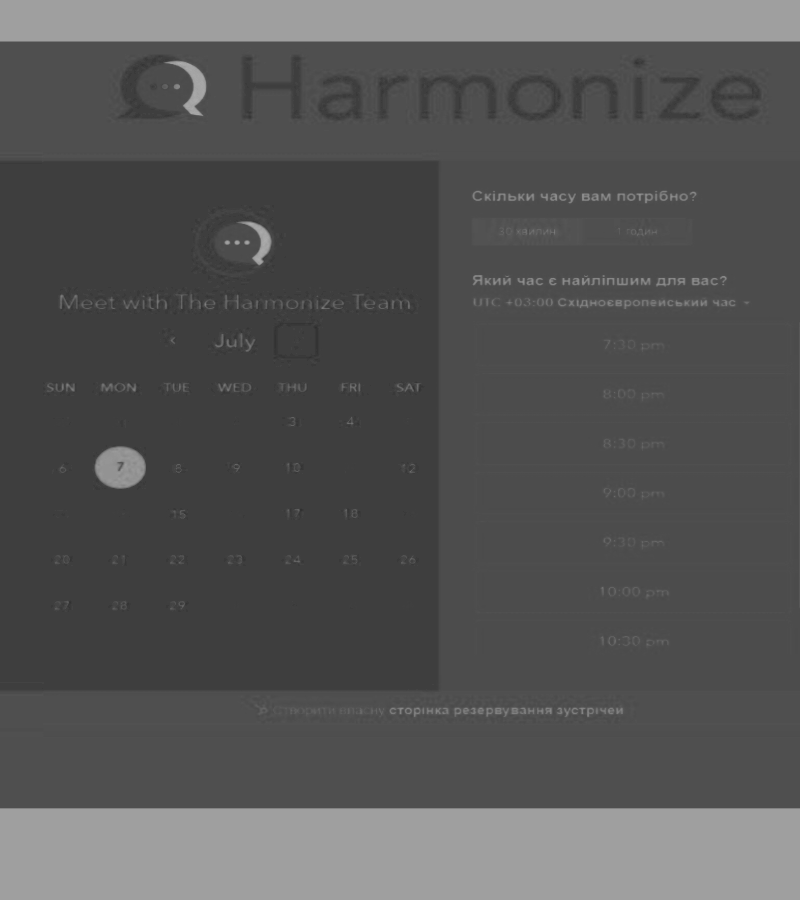 Harmonize
Meet with The Harmonize Team
‹ July
SUN MON TUE WED THU FRI SAT
3 4
6 7 8 9 10 12
15 17 18
20 21 22 23 24 25 26
27 28 29
Скільки часу вам потрібно?
30 хвилин 1 годин
Який час є найліпшим для вас?
UTC +03:00 Східноєвропейський час
7:30 pm
8:00 pm
8:30 pm
9:00 pm
9:30 pm
10:00 pm
10:30 pm
Створити власну сторінка резервування зустрічей